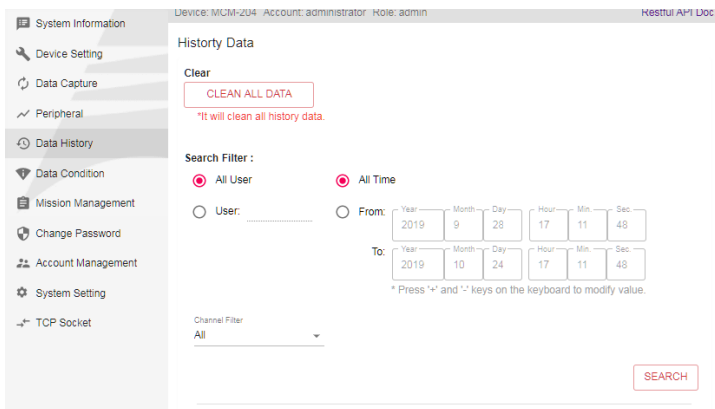 Device: MCM-204 Account: administrator Role: admin
Restful API Doc
System Information
Device Setting
Data Capture
Peripheral
Data History
Data Condition
Mission Management
Change Password
Account Management
System Setting
TCP Socket
Historty Data
Clear
CLEAN ALL DATA
*It will clean all history data.
Search Filter :
All User
All Time
User:
From:
Year Month Day Hour Min. Sec.
2019 9 28 17 11 48
To:
Year Month Day Hour Min. Sec.
2019 10 24 17 11 48
* Press '+' and '-' keys on the keyboard to modify value.
Channel Filter
All
SEARCH